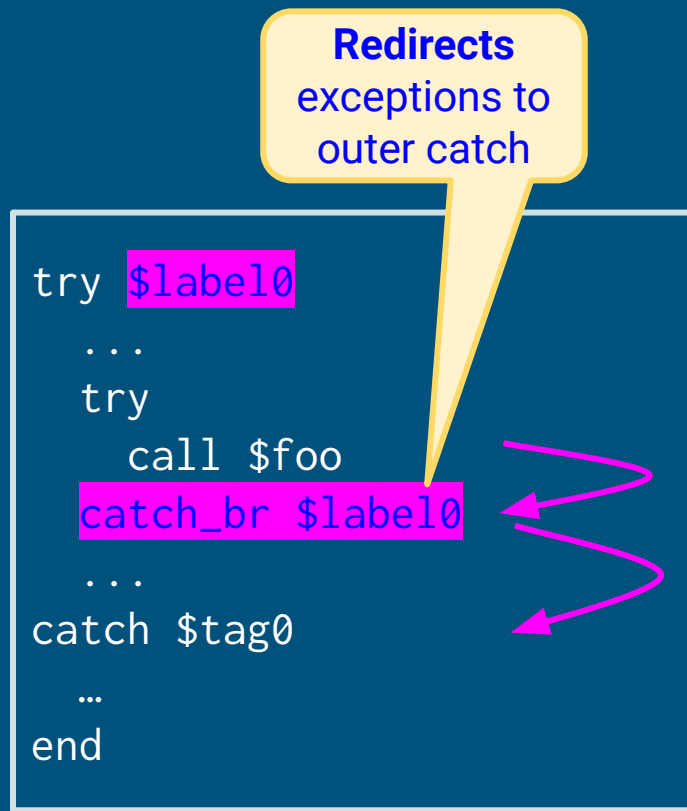 Redirects
exceptions to
outer catch
try $label0
  ...
  try
    call $foo
  catch_br $label0
  ...
catch $tag0
  …
end